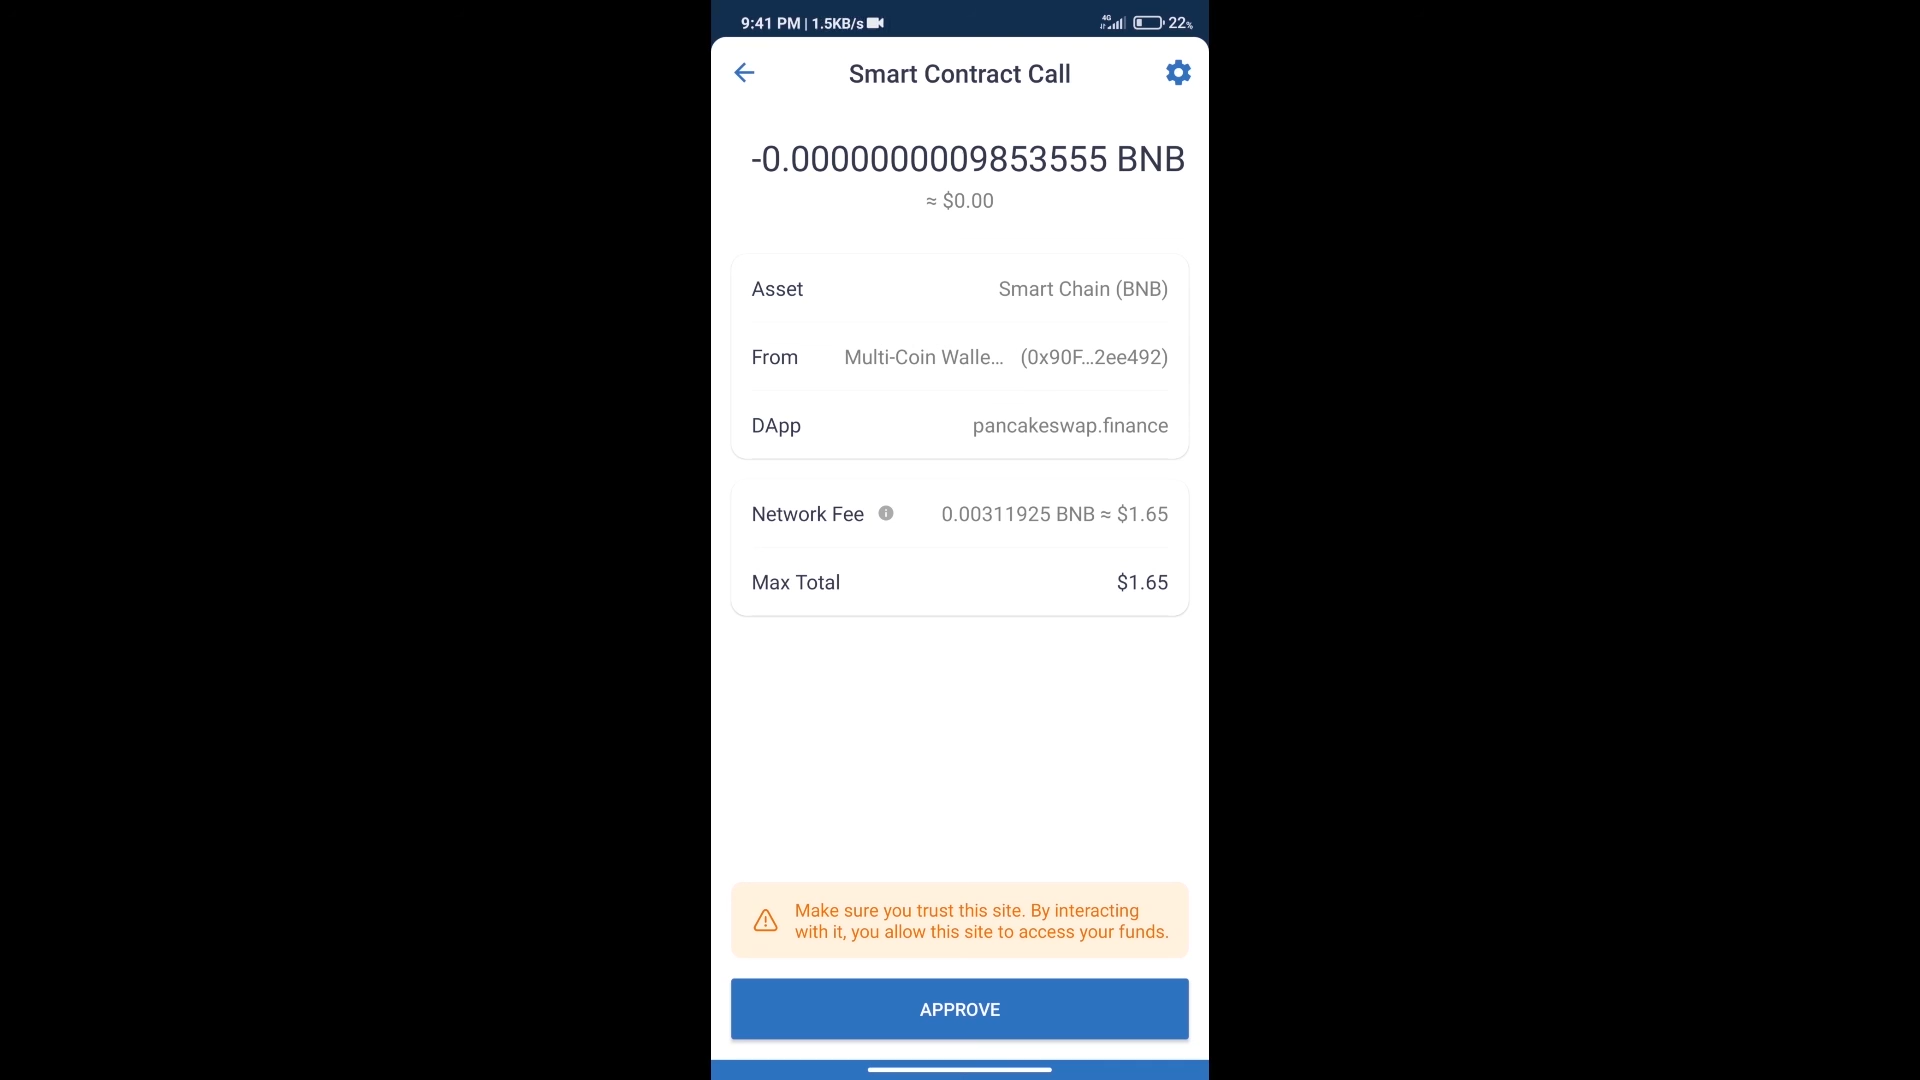 9:41 PM | 1.5KB/s 4G 22%
Smart Contract Call
-0.0000000009853555 BNB
≈ $0.00
Asset Smart Chain (BNB)
From Multi-Coin Walle... (0x90F...2ee492)
DApp pancakeswap.finance
Network Fee 0.00311925 BNB ≈ $1.65
Max Total $1.65
Make sure you trust this site. By interacting
with it, you allow this site to access your funds.
APPROVE